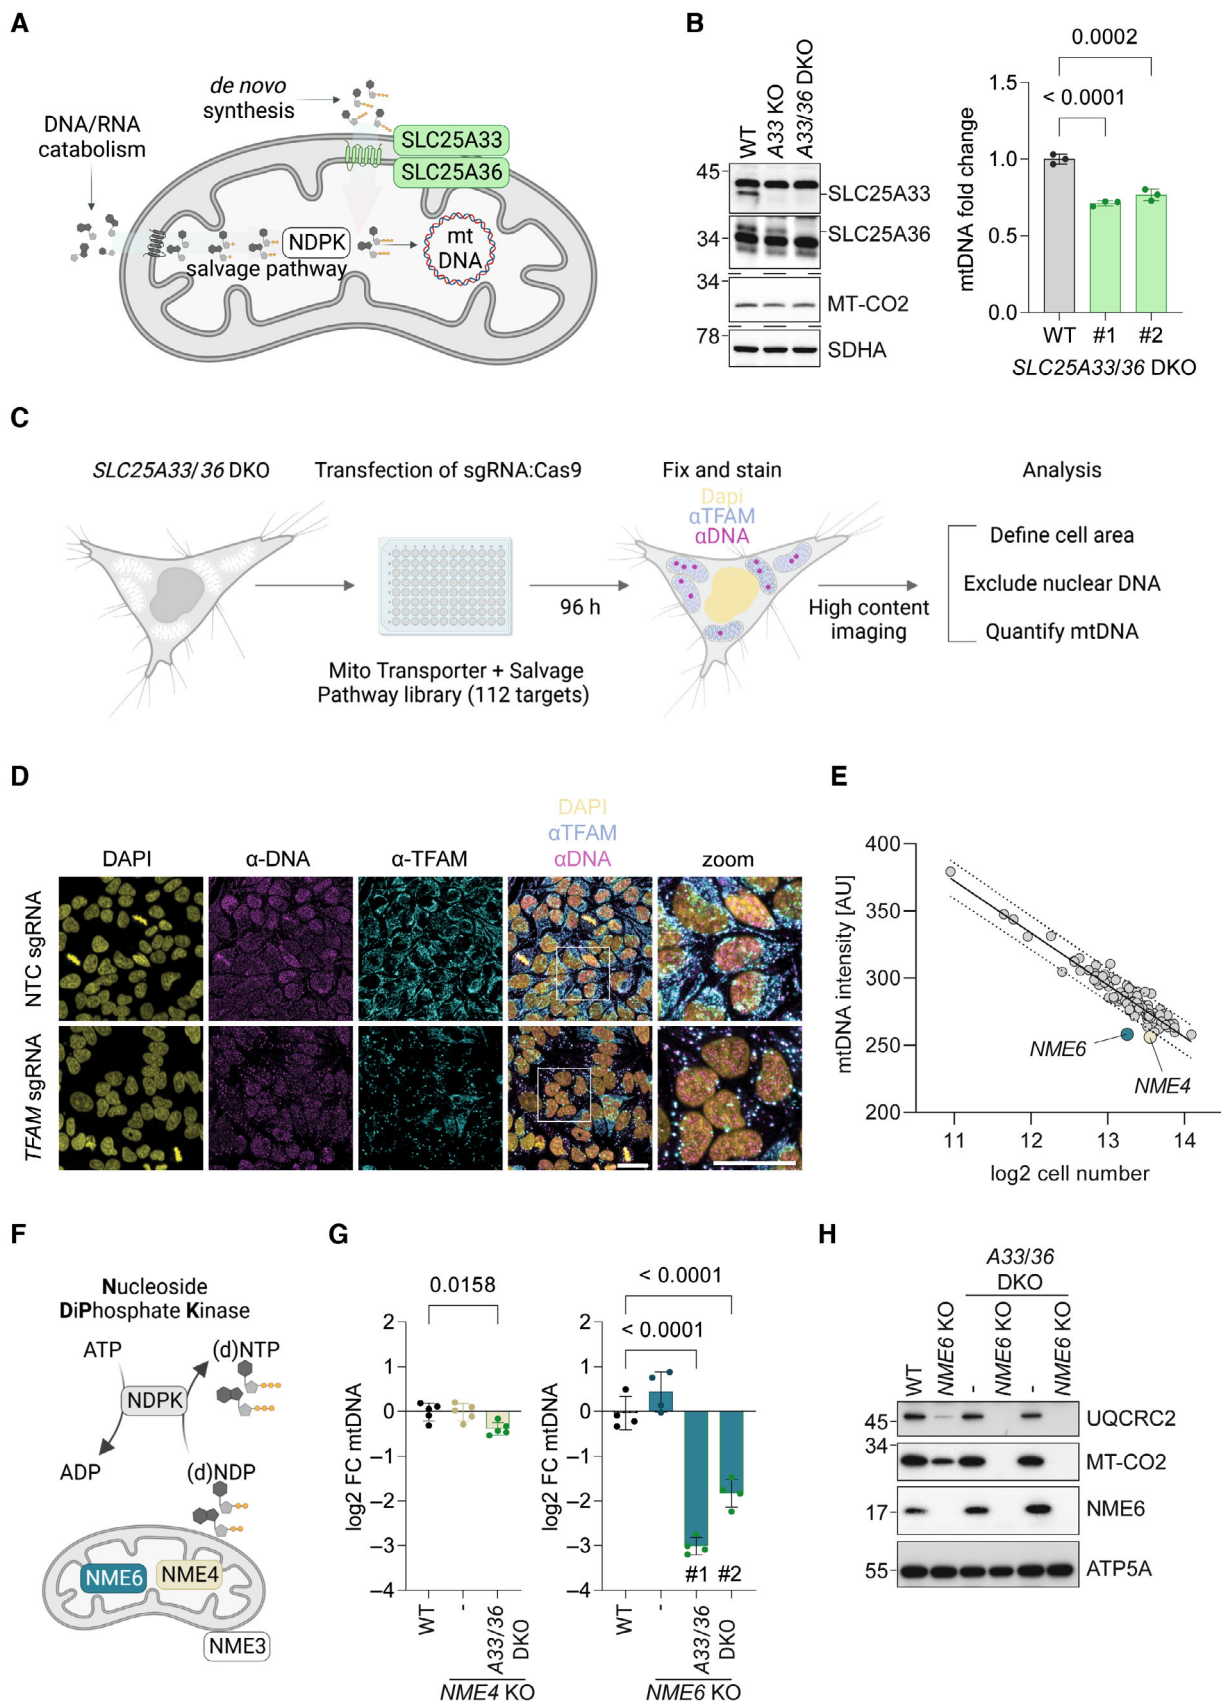 A
de novo
synthesis
DNA/RNA
catabolism
SLC25A33
SLC25A36
NDPK
mt
DNA
salvage pathway
B
WT
A33 KO
A33/36 DKO
45
SLC25A33
34
SLC25A36
34
MT-CO2
78
SDHA
0.0002
< 0.0001
1.5
1.0
0.5
0.0
mtDNA fold change
WT #1 #2
SLC25A33/36 DKO
C
SLC25A33/36 DKO
Transfection of sgRNA:Cas9
Fix and stain
Analysis
Dapi
αTFAM
αDNA
96 h
High content
imaging
Define cell area
Exclude nuclear DNA
Quantify mtDNA
Mito Transporter + Salvage
Pathway library (112 targets)
D
DAPI
αTFAM
αDNA
DAPI
α-DNA
α-TFAM
zoom
NTC sgRNA
TFAM sgRNA
E
400
350
300
250
200
mtDNA intensity [AU]
NME6
NME4
11 12 13 14
log2 cell number
F
Nucleoside
DiPhosphate Kinase
ATP
(d)NTP
NDPK
ADP
(d)NDP
NME6
NME4
NME3
G
0.0158
2
1
0
−1
−2
−3
−4
log2 FC mtDNA
WT
-
A33/36
DKO
NME4 KO
< 0.0001
< 0.0001
2
1
0
−1
−2
−3
−4
log2 FC mtDNA
#1 #2
WT
-
A33/36
DKO
NME6 KO
H
A33/36
DKO
WT
NME6 KO
-
NME6 KO
-
NME6 KO
45
UQCRC2
34
MT-CO2
17
NME6
55
ATP5A